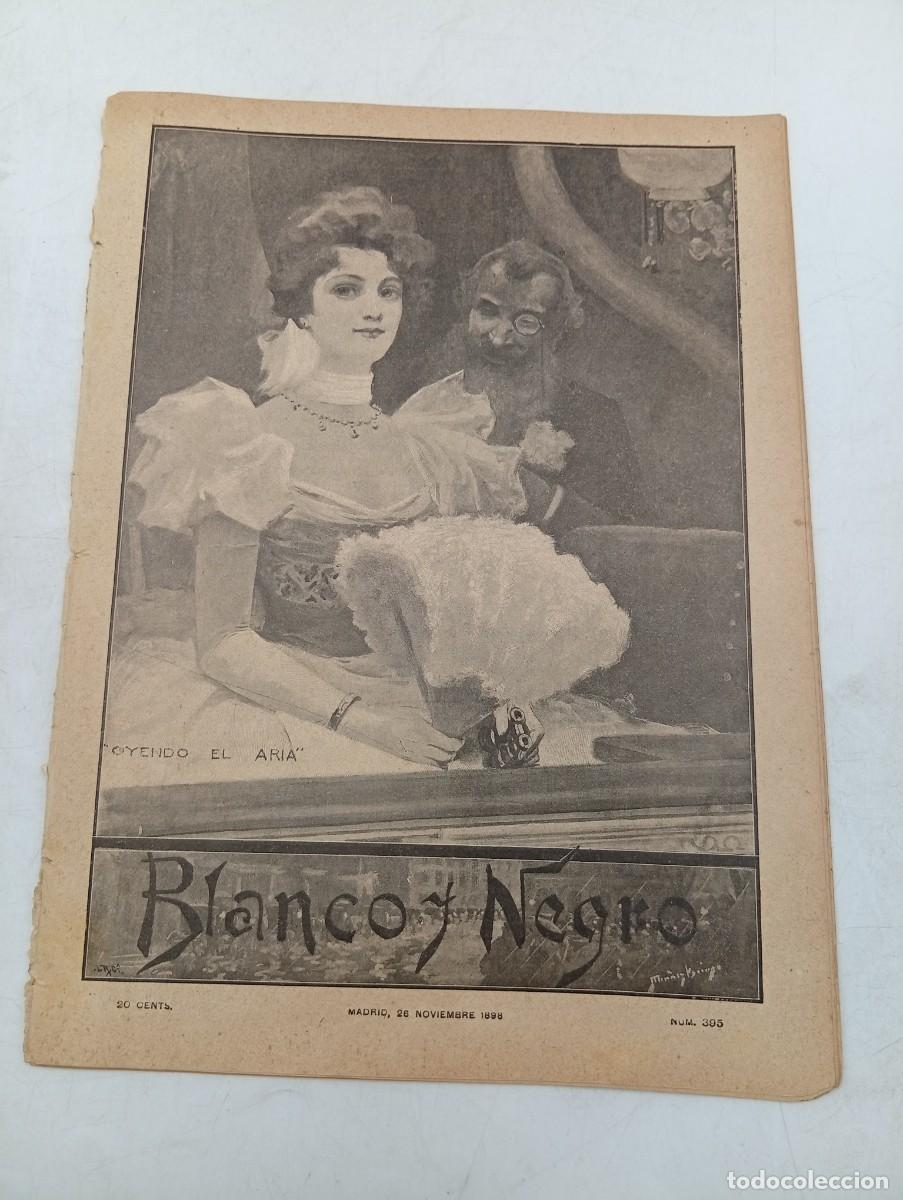 "OYENDO EL ARIA"
Blanco y Negro
20 CENTS.
MADRID, 26 NOVIEMBRE 1898
NUM. 395
todocoleccion